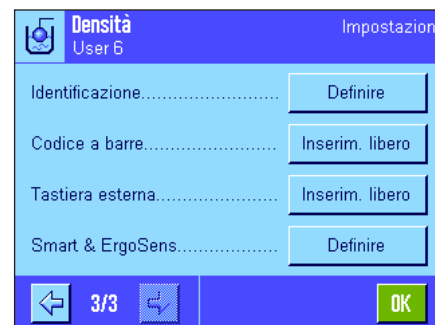 Densità
Impostazion
User 6
Identificazione........................ Definire
Codice a barre....................... Inserim. libero
Tastiera esterna..................... Inserim. libero
Smart & ErgoSens.................. Definire
3/3
OK